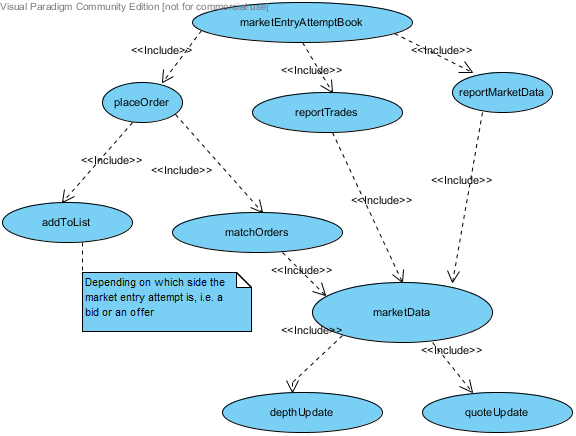 Visual Paradigm Community Edition [not for commercial use]
marketEntryAttemptBook
<<Include>>
<<Include>>
<<Include>>
placeOrder
reportTrades
reportMarketData
<<Include>>
<<Include>>
<<Include>>
<<Include>>
addToList
matchOrders
<<Include>>
Depending on which side the
market entry attempt is, i.e. a
bid or an offer
marketData
<<Include>>
<<Include>>
depthUpdate
quoteUpdate